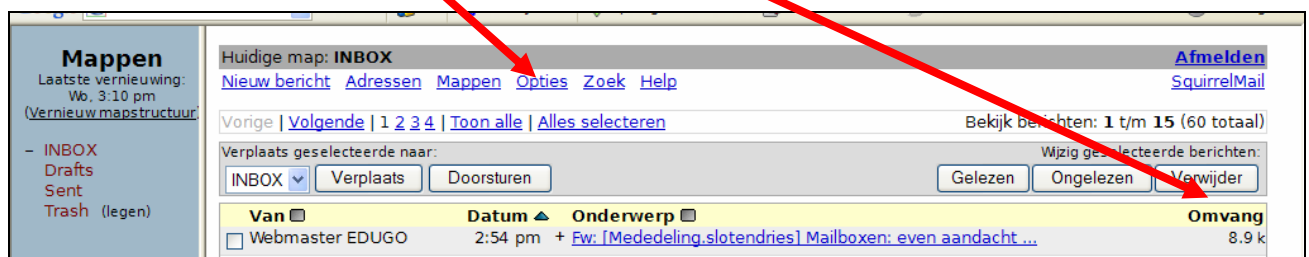 Mappen
Laatste vernieuwing:
Wo, 3:10 pm
(Vernieuw mapstructuur)
– INBOX
Drafts
Sent
Trash (legen)
Huidige map: INBOX Afmelden
Nieuw bericht Adressen Mappen Opties Zoek Help SquirrelMail
Vorige | Volgende | 1 2 3 4 | Toon alle | Alles selecteren Bekijk berichten: 1 t/m 15 (60 totaal)
Verplaats geselecteerde naar: Wijzig geselecteerde berichten:
INBOX Verplaats Doorsturen Gelezen Ongelezen Verwijder
Van Datum Onderwerp Omvang
Webmaster EDUGO 2:54 pm + Fw: [Mededeling.slotendries] Mailboxen: even aandacht ... 8.9 k